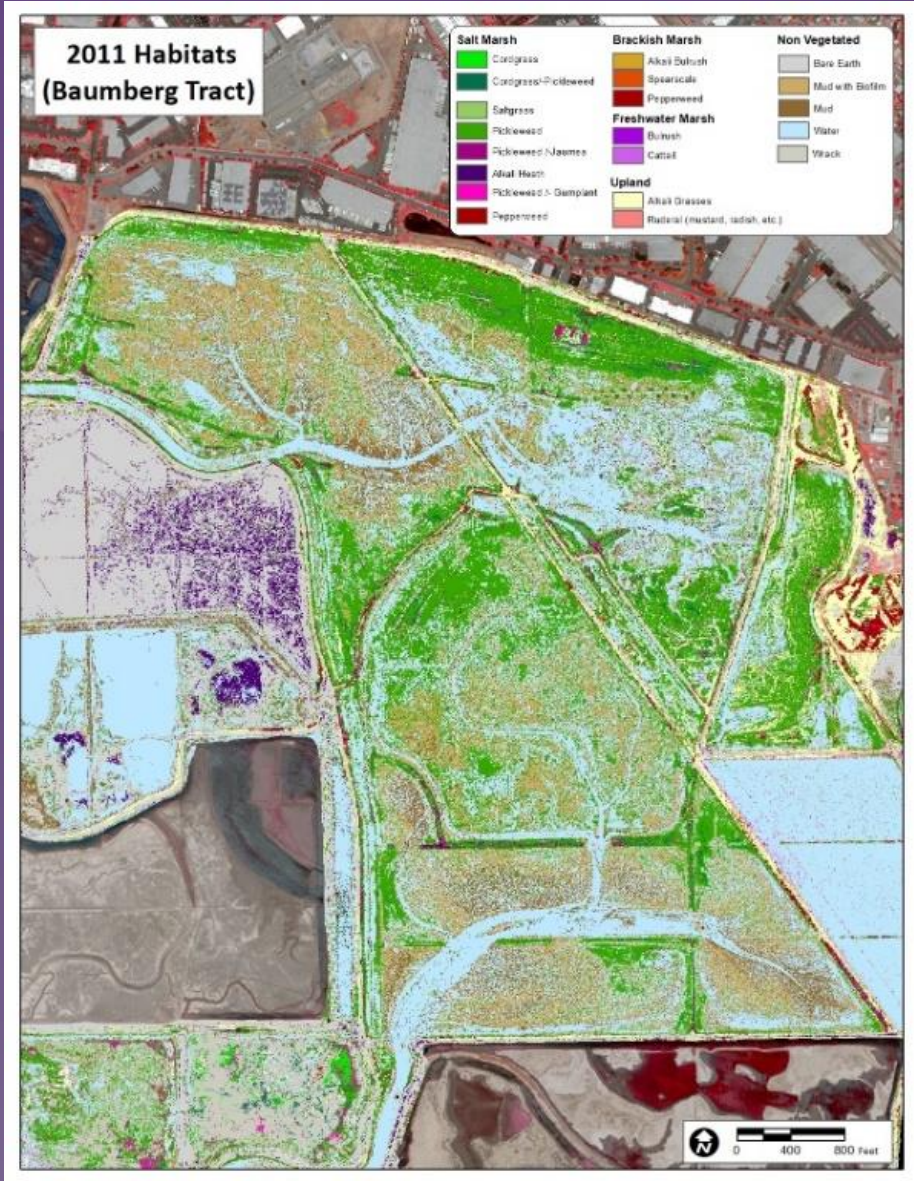 2011 Habitats
(Baumberg Tract)
Salt Marsh
Cordgrass
Cordgrass/-Pickleweed
Saltgrass
Pickleweed
Pickleweed /-Jaumea
Alkali Heath
Pickleweed /- Gumplant
Pepperweed
Brackish Marsh
Alkali Bulrush
Spearscale
Pepperweed
Freshwater Marsh
Bulrush
Cattail
Upland
Alkali Grasses
Ruderal (mustard, radish, etc.)
Non Vegetated
Bare Earth
Mud with Biofilm
Mud
Water
Wrack
N
0 400 800 Feet